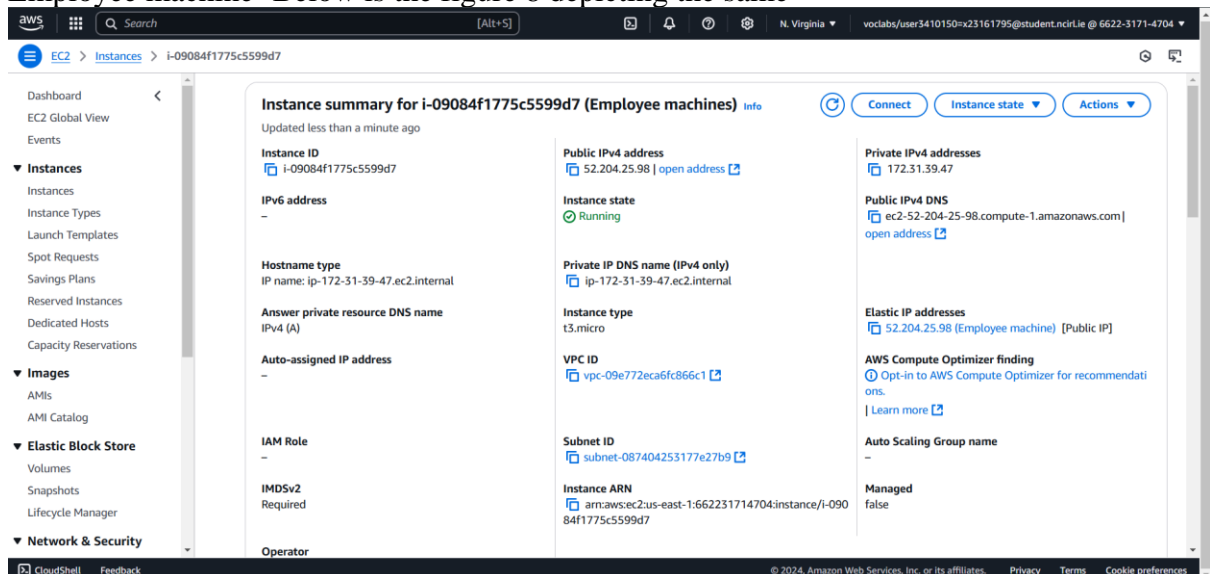 Employee machine" Below is the figure 6 depicting the same
aws
Search
[Alt+S]
N. Virginia
voclabs/user3410150=x23161795@student.ncirl.ie @ 6622-3171-4704
EC2 > Instances > i-09084f1775c5599d7
Dashboard
EC2 Global View
Events
Instances
Instances
Instance Types
Launch Templates
Spot Requests
Savings Plans
Reserved Instances
Dedicated Hosts
Capacity Reservations
Images
AMIs
AMI Catalog
Elastic Block Store
Volumes
Snapshots
Lifecycle Manager
Network & Security
Instance summary for i-09084f1775c5599d7 (Employee machines) Info
Connect
Instance state
Actions
Updated less than a minute ago
Instance ID
i-09084f1775c5599d7
Public IPv4 address
52.204.25.98 | open address
Private IPv4 addresses
172.31.39.47
IPv6 address
–
Instance state
Running
Public IPv4 DNS
ec2-52-204-25-98.compute-1.amazonaws.com |
open address
Hostname type
IP name: ip-172-31-39-47.ec2.internal
Private IP DNS name (IPv4 only)
ip-172-31-39-47.ec2.internal
Answer private resource DNS name
IPv4 (A)
Instance type
t3.micro
Elastic IP addresses
52.204.25.98 (Employee machine) [Public IP]
Auto-assigned IP address
–
VPC ID
vpc-09e772eca6fc866c1
AWS Compute Optimizer finding
Opt-in to AWS Compute Optimizer for recommendati
ons.
| Learn more
IAM Role
–
Subnet ID
subnet-087404253177e27b9
Auto Scaling Group name
–
IMDSv2
Required
Instance ARN
arn:aws:ec2:us-east-1:662231714704:instance/i-090
84f1775c5599d7
Managed
false
Operator
CloudShell
Feedback
© 2024, Amazon Web Services, Inc. or its affiliates.
Privacy
Terms
Cookie preferences